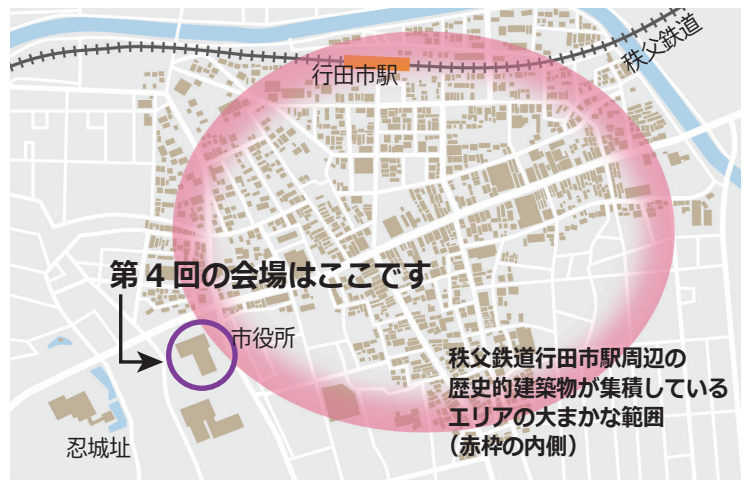 行田市駅
秩父鉄道
第4回の会場はここです
市役所
秩父鉄道行田市駅周辺の
歴史的建築物が集積している
エリアの大まかな範囲
（赤枠の内側）
忍城址